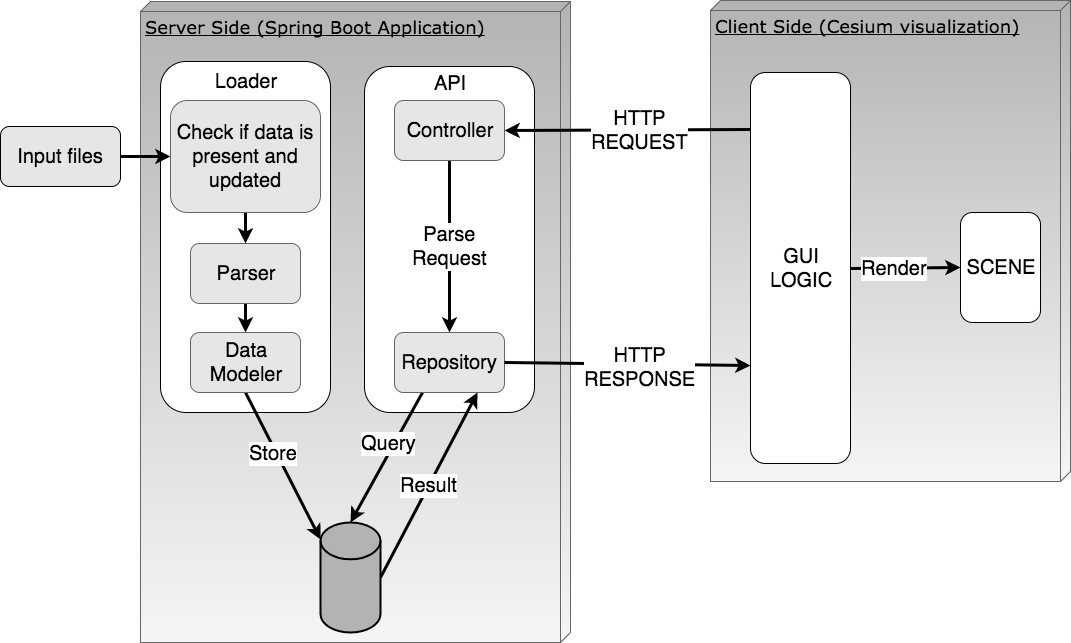 Server Side (Spring Boot Application)
Client Side (Cesium visualization)
Input files
Loader
Check if data is
present and
updated
Parser
Data
Modeler
Store
API
Controller
Parse
Request
Repository
Query
Result
HTTP
REQUEST
HTTP
RESPONSE
GUI
LOGIC
Render
SCENE